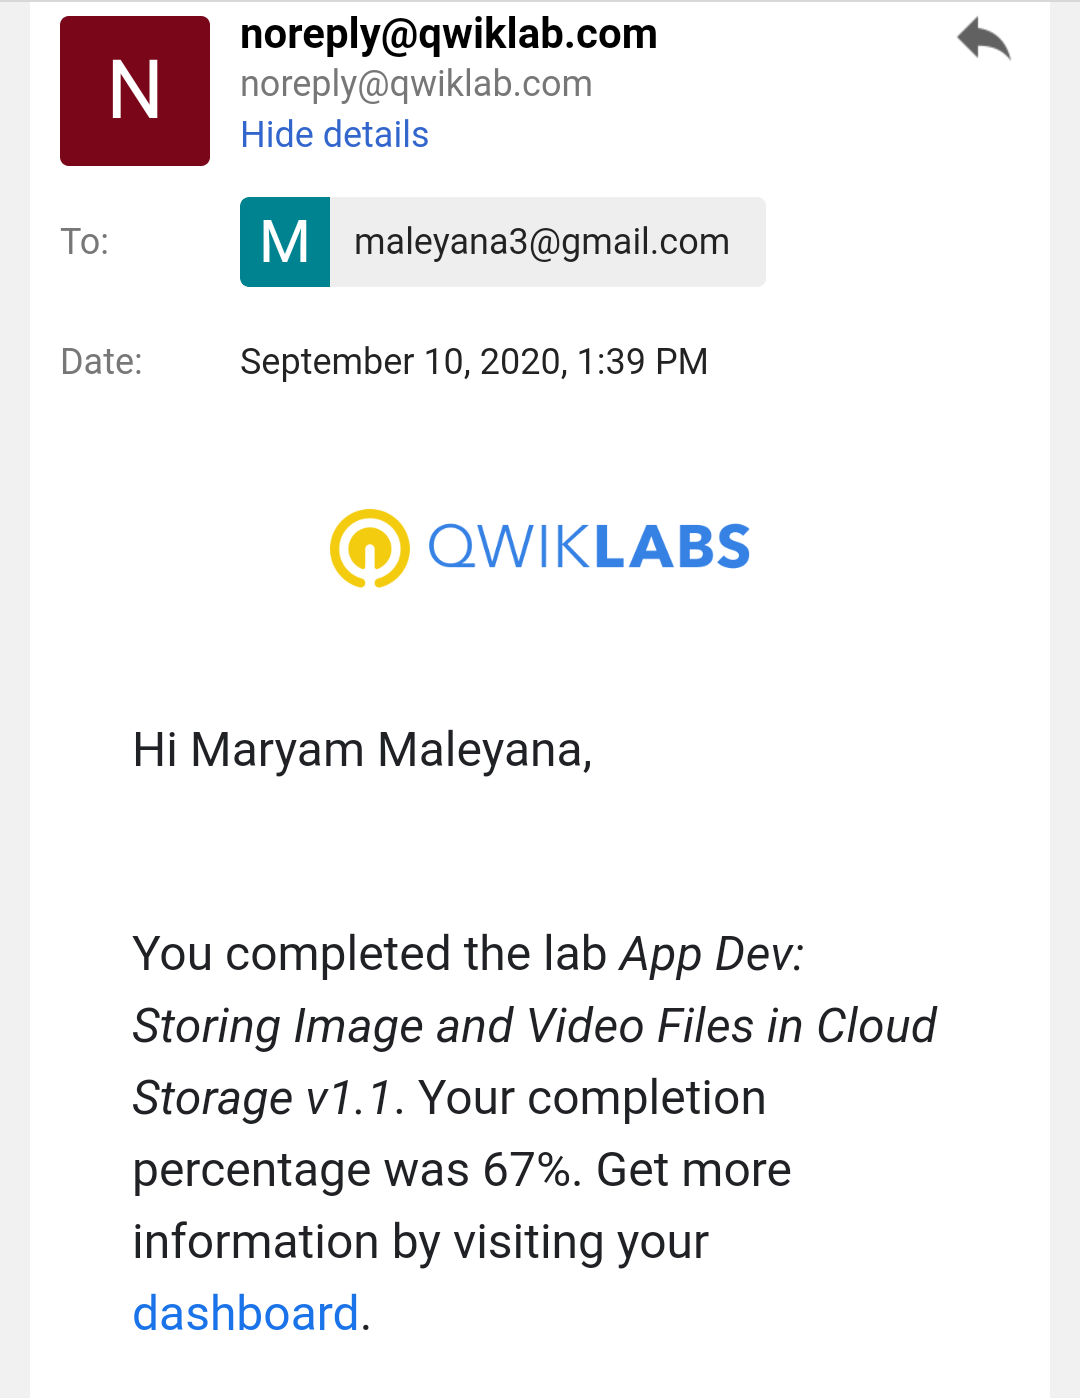 N
noreply@qwiklab.com
noreply@qwiklab.com
Hide details
To:
M
maleyana3@gmail.com
Date:
September 10, 2020, 1:39 PM
QWIKLABS
Hi Maryam Maleyana,
You completed the lab App Dev:
Storing Image and Video Files in Cloud
Storage v1.1. Your completion
percentage was 67%. Get more
information by visiting your
dashboard.